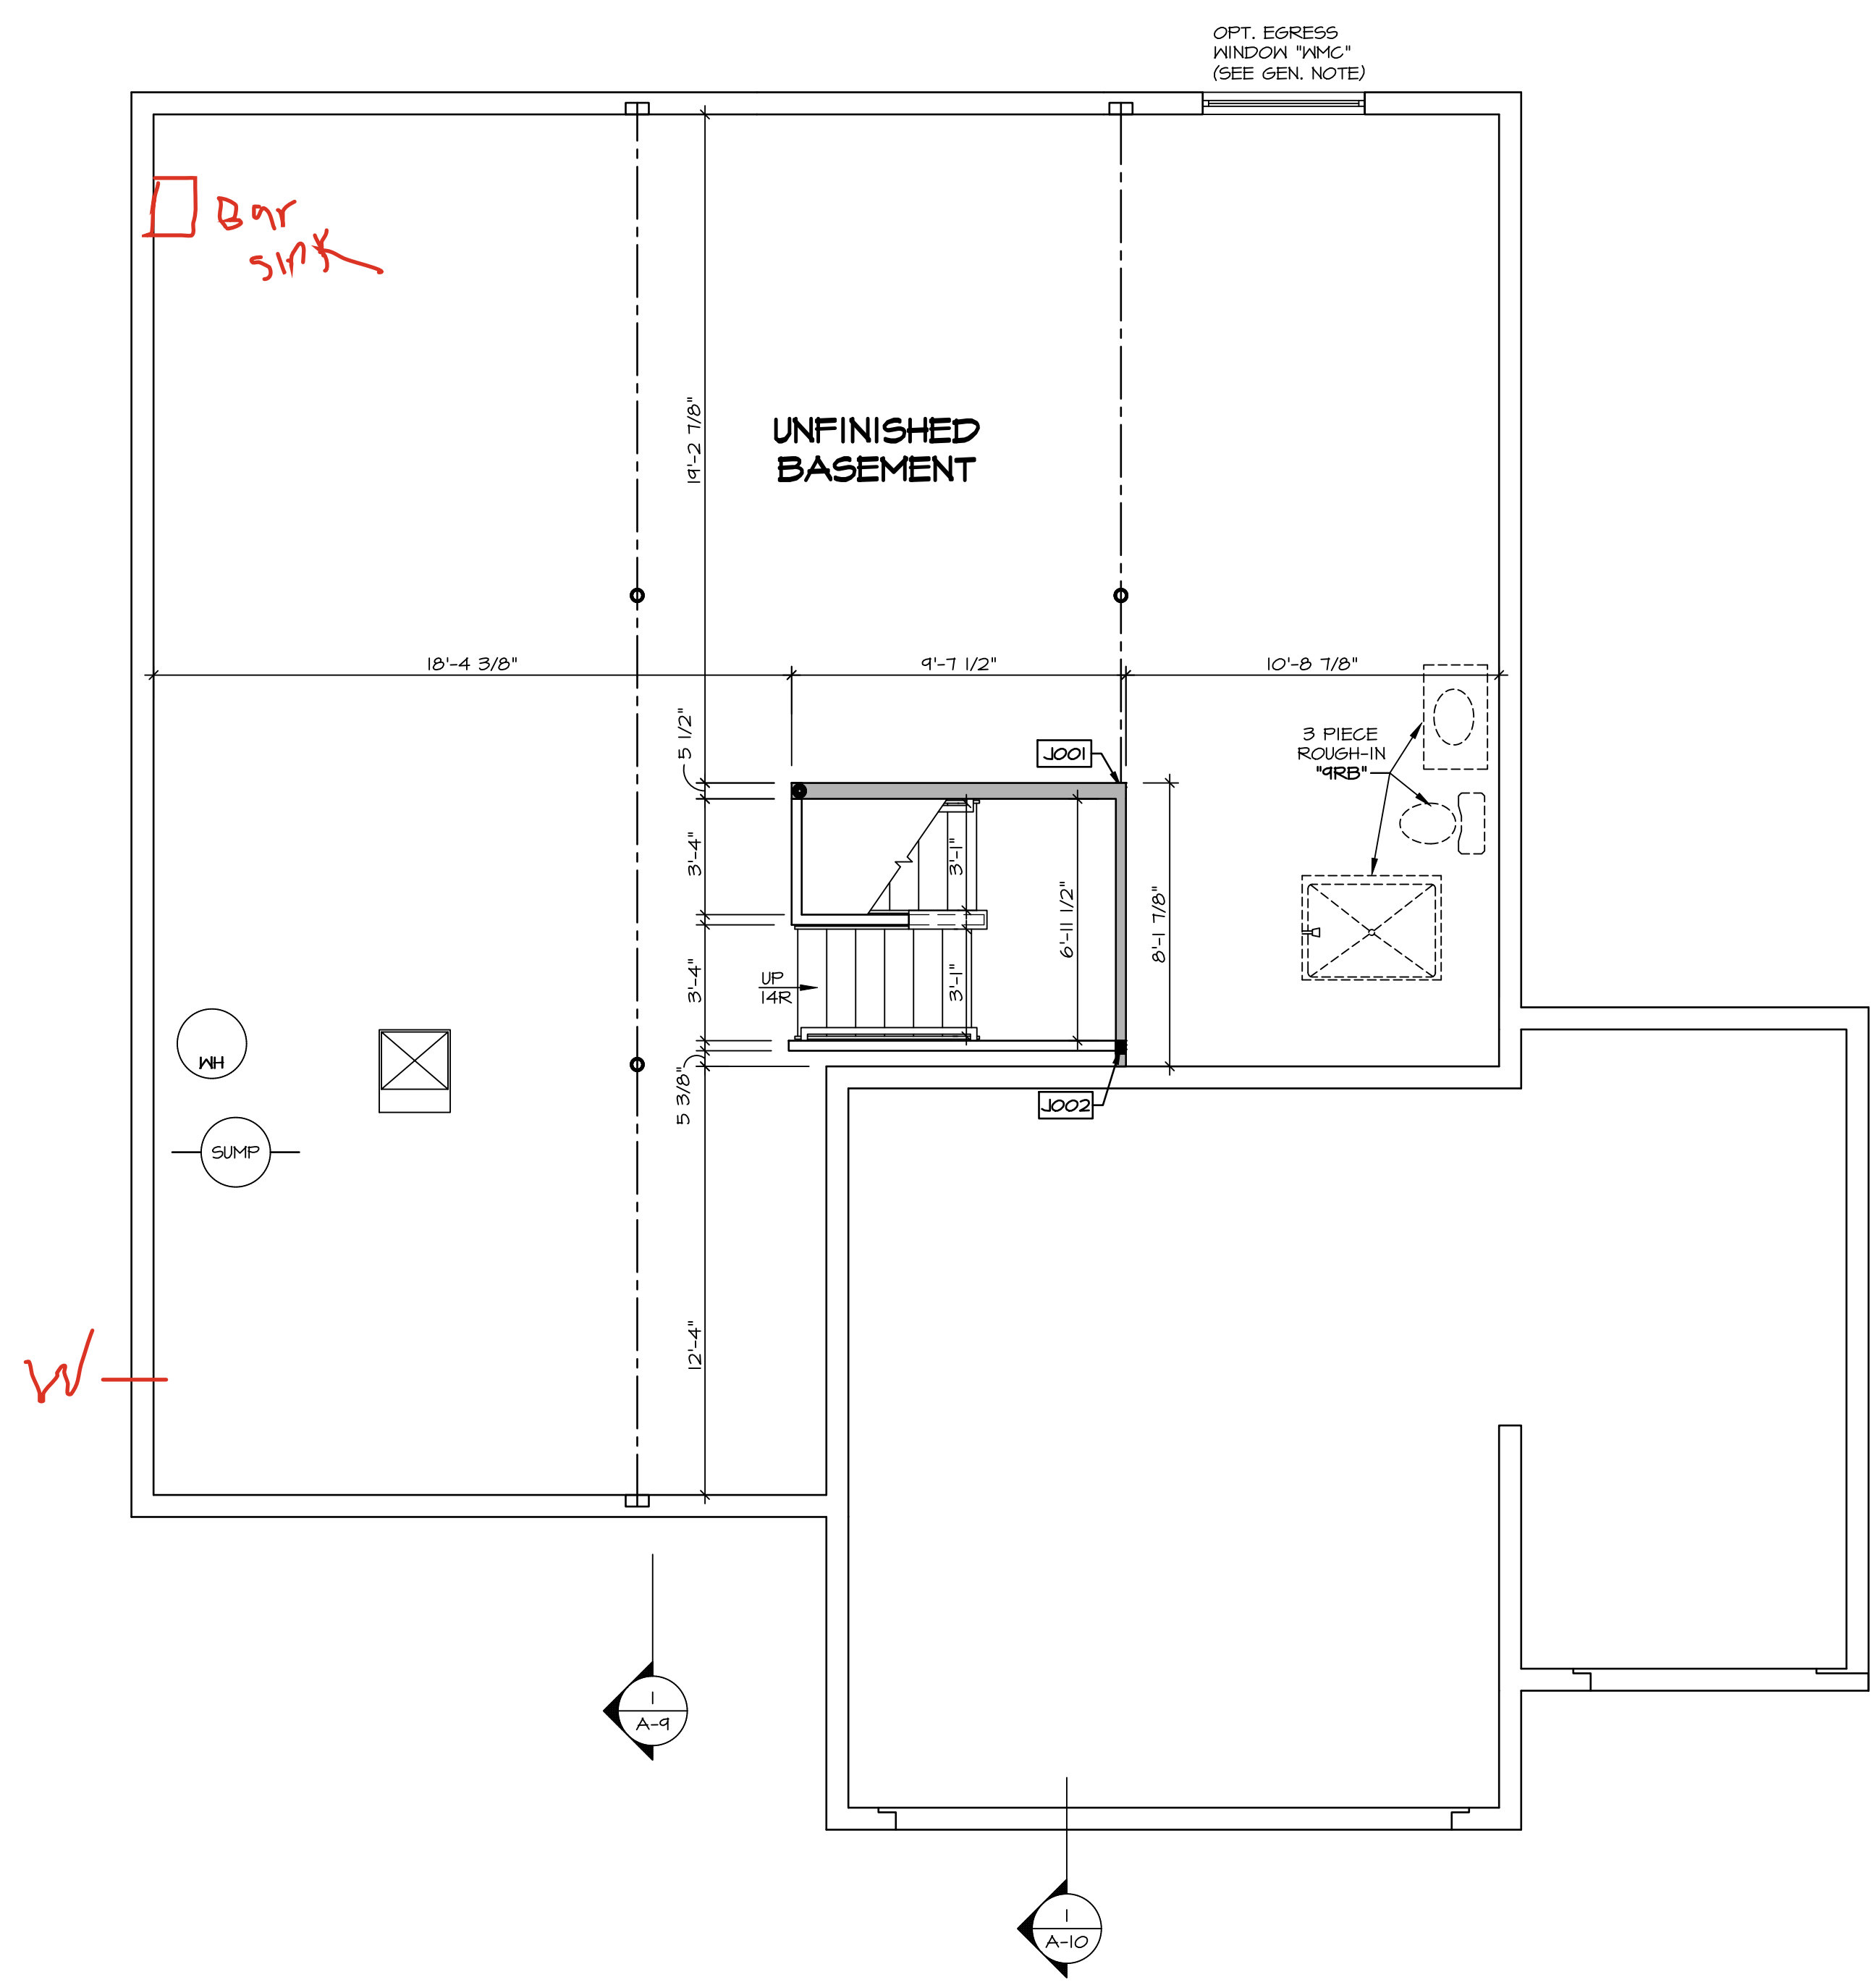 OPT. EGRESS
WINDOW "WMC"
(SEE GEN. NOTE)
Bar
sink
19'-2 7/8"
UNFINISHED
BASEMENT
18'-4 3/8"
9'-7 1/2"
10'-8 7/8"
5 1/2"
J001
3 PIECE
ROUGH-IN
"9RB"
3'-4"
3'-1"
6'-11 1/2"
8'-1 7/8"
3'-4"
UP
14R
3'-1"
WH
5 3/8"
J002
SUMP
12'-4"
W
1
A-9
1
A-10